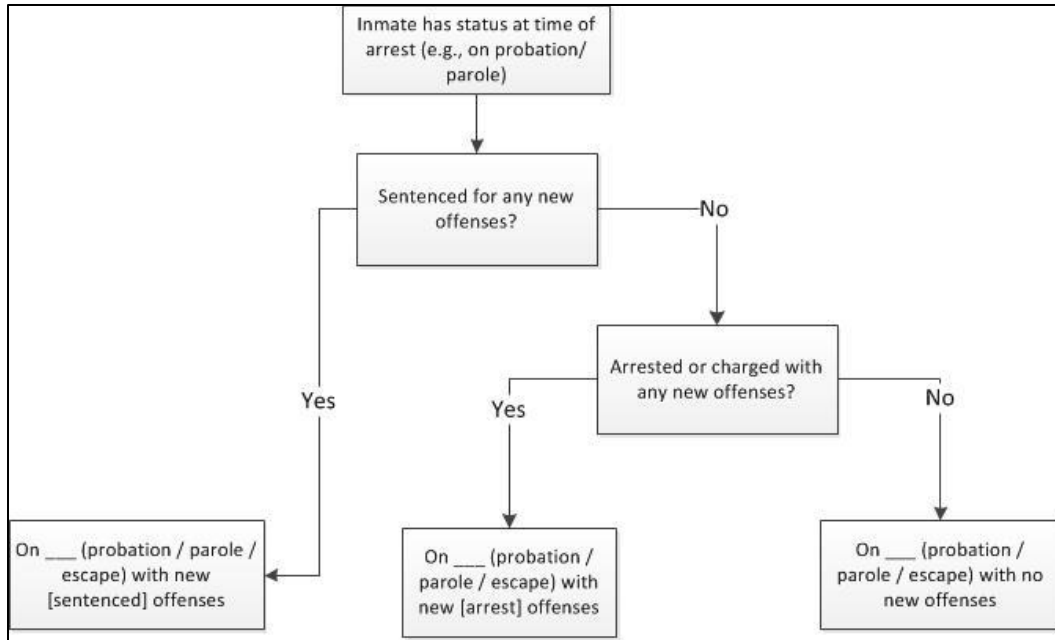 Inmate has status at time of
arrest (e.g., on probation/
parole)
Sentenced for any new
offenses?
No
Arrested or charged with
any new offenses?
Yes
Yes
No
On ___ (probation / parole /
escape) with new
[sentenced] offenses
On ___ (probation /
parole / escape) with
new [arrest] offenses
On ___ (probation /
parole / escape) with no
new offenses